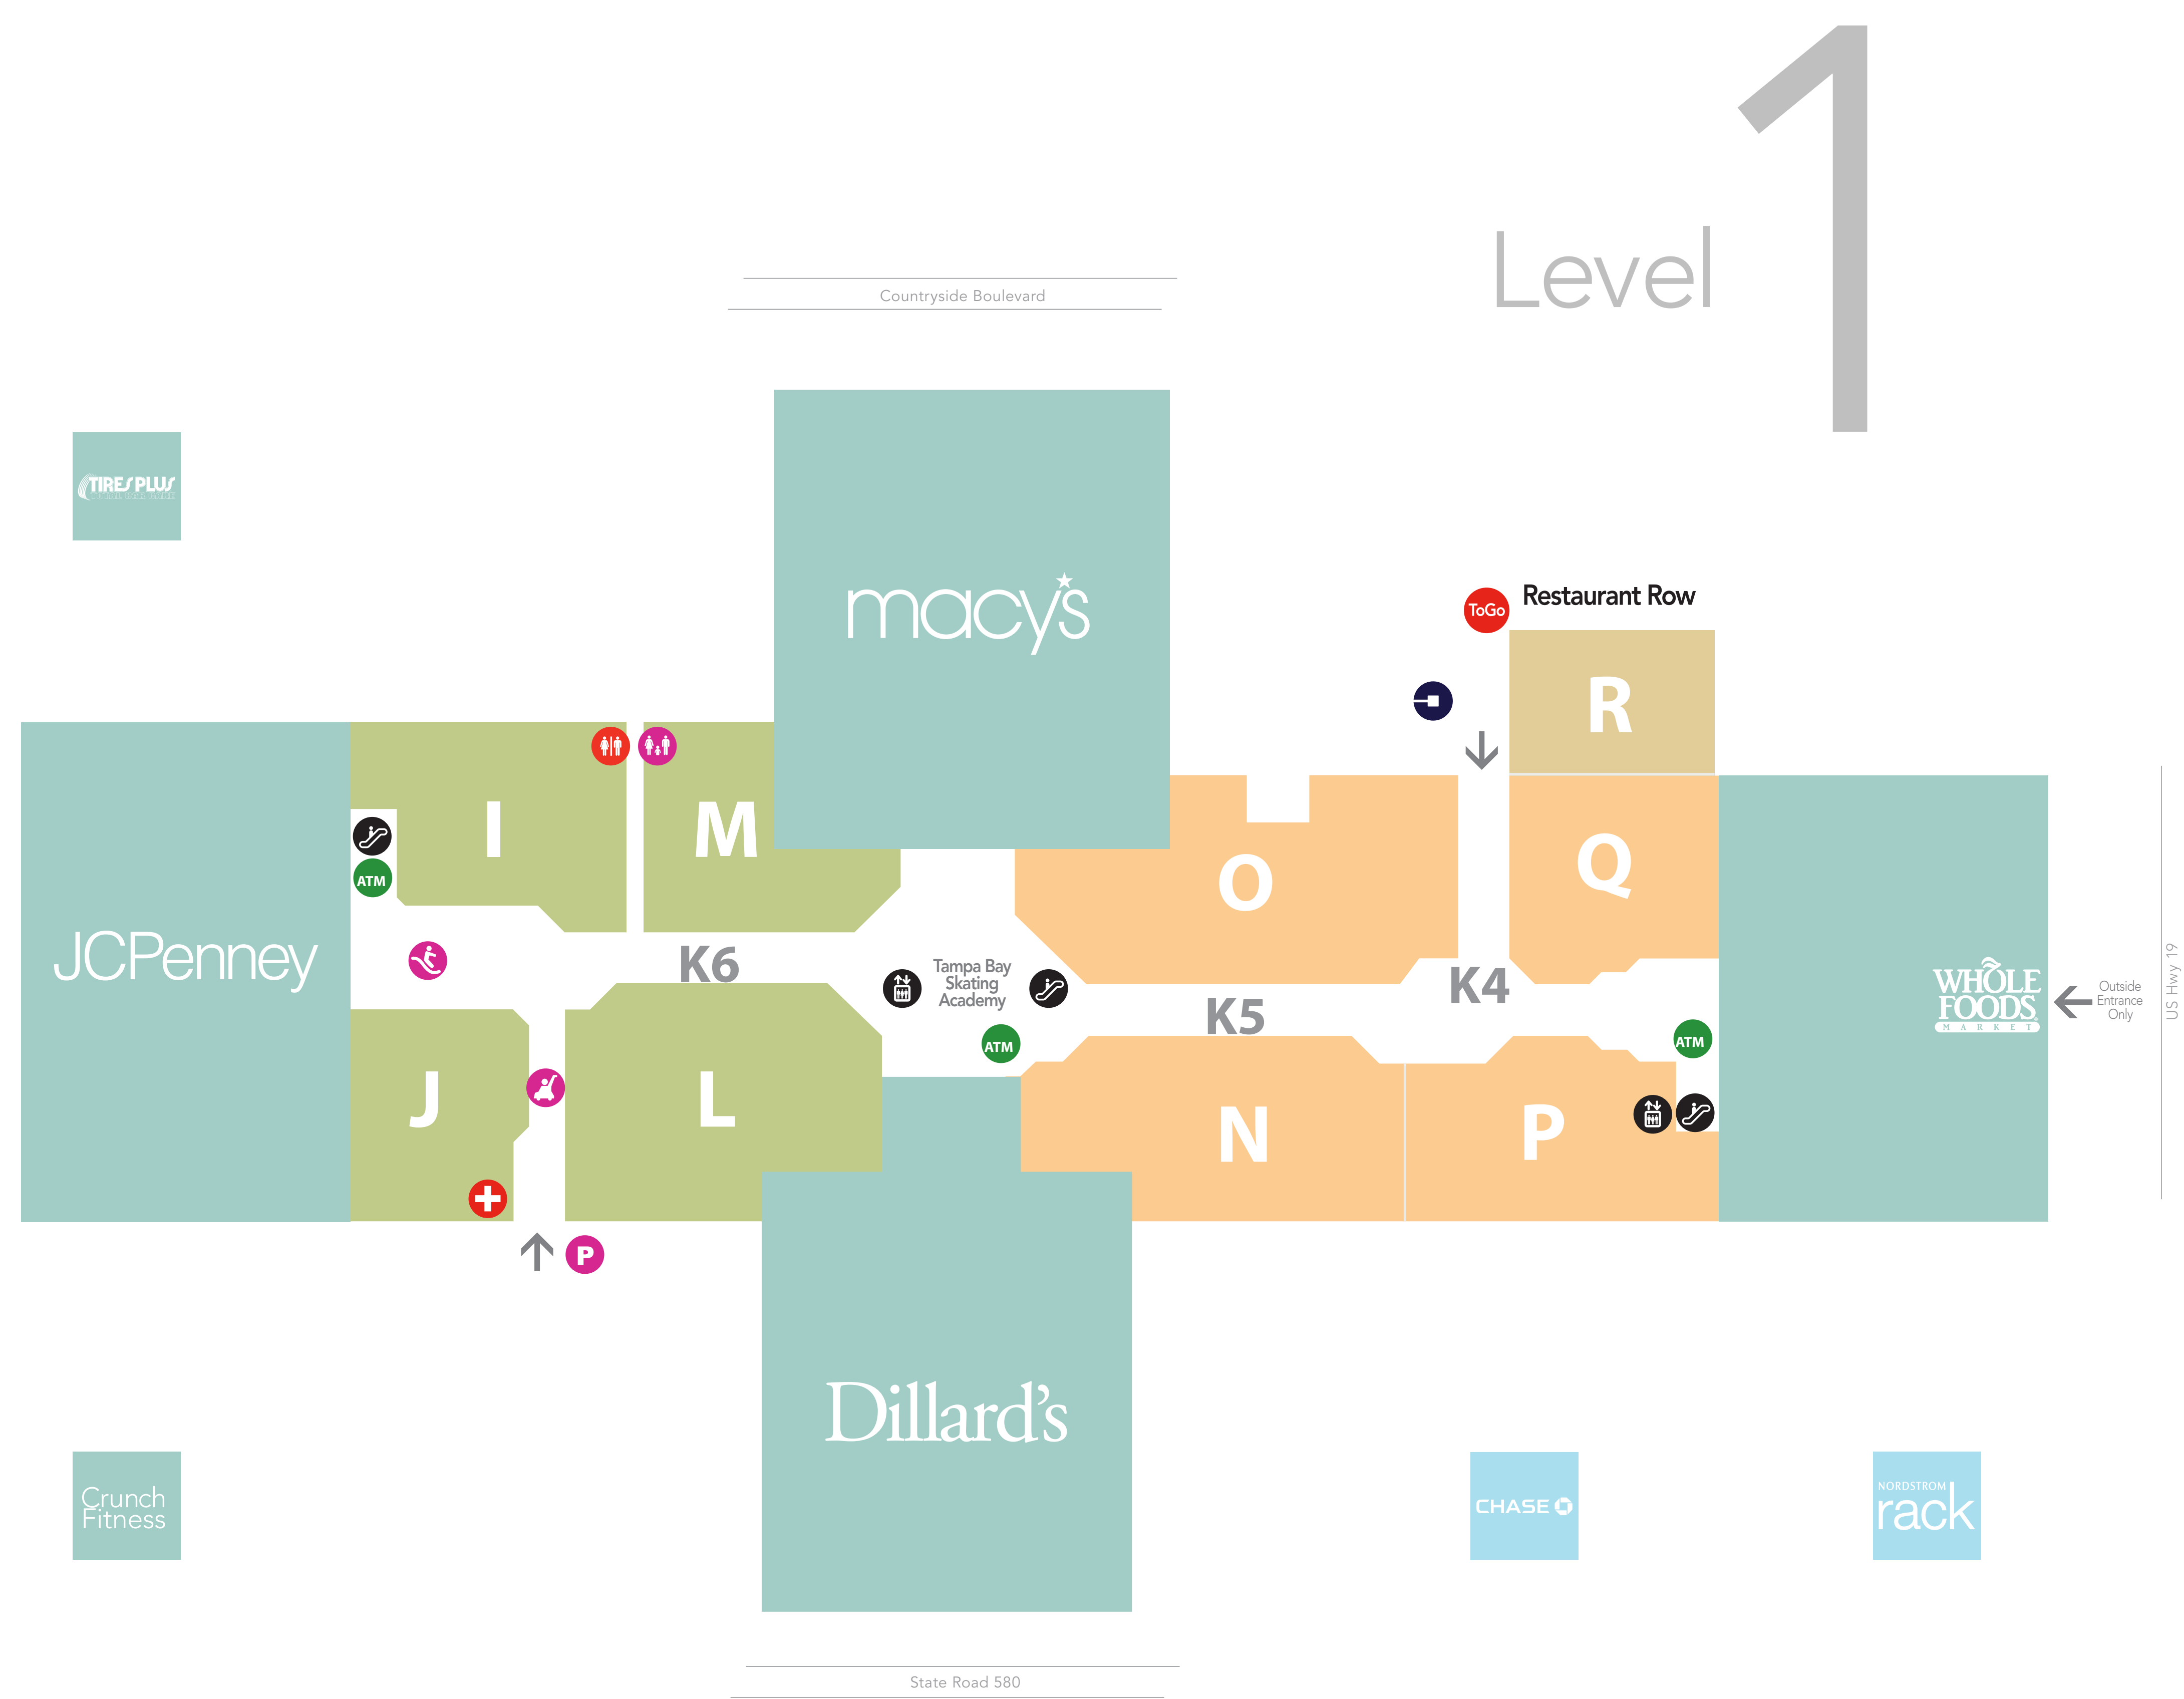 1
Level
Countryside Boulevard
TIRES PLUS
macy's
ToGo
Restaurant Row
R
I
M
O
Q
ATM
JCPenney
K6
Tampa Bay
Skating
Academy
K4
K5
WHOLE
FOODS
MARKET
Outside
Entrance
Only
US Hwy 19
ATM
ATM
J
L
N
P
P
Dillard's
Crunch
Fitness
CHASE
NORDSTROM
rack
State Road 580